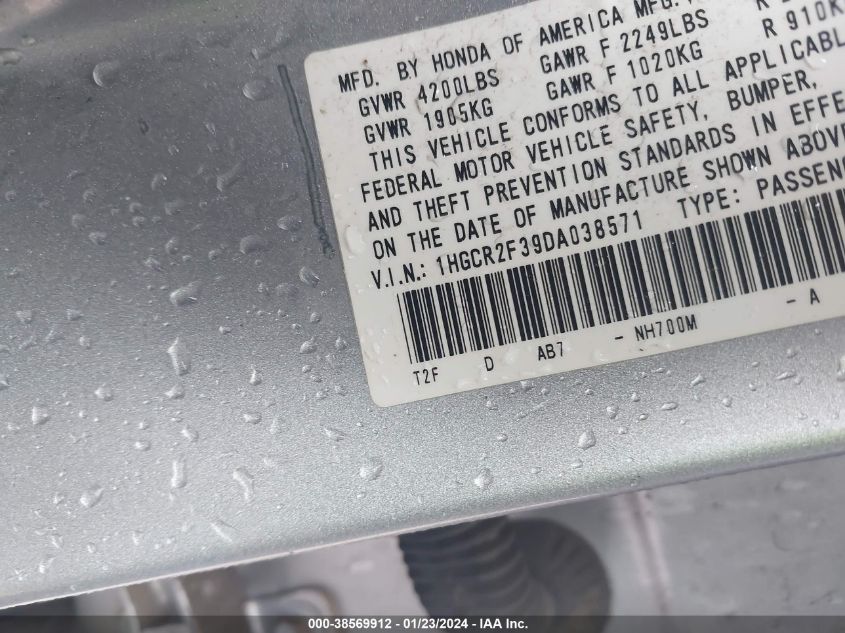 MFD. BY HONDA OF AMERICA MFG.
GVWR 4200LBS GAWR F 2249LBS R
GVWR 1905KG GAWR F 1020KG R 910K
THIS VEHICLE CONFORMS TO ALL APPLICABL
FEDERAL MOTOR VEHICLE SAFETY, BUMPER,
AND THEFT PREVENTION STANDARDS IN EFFE
ON THE DATE OF MANUFACTURE SHOWN ABOVE
V.I.N.: 1HGCR2F39DA038571 TYPE: PASSENG
T2F D AB7 - NH700M - A
000-38569912 - 01/23/2024 - IAA Inc.